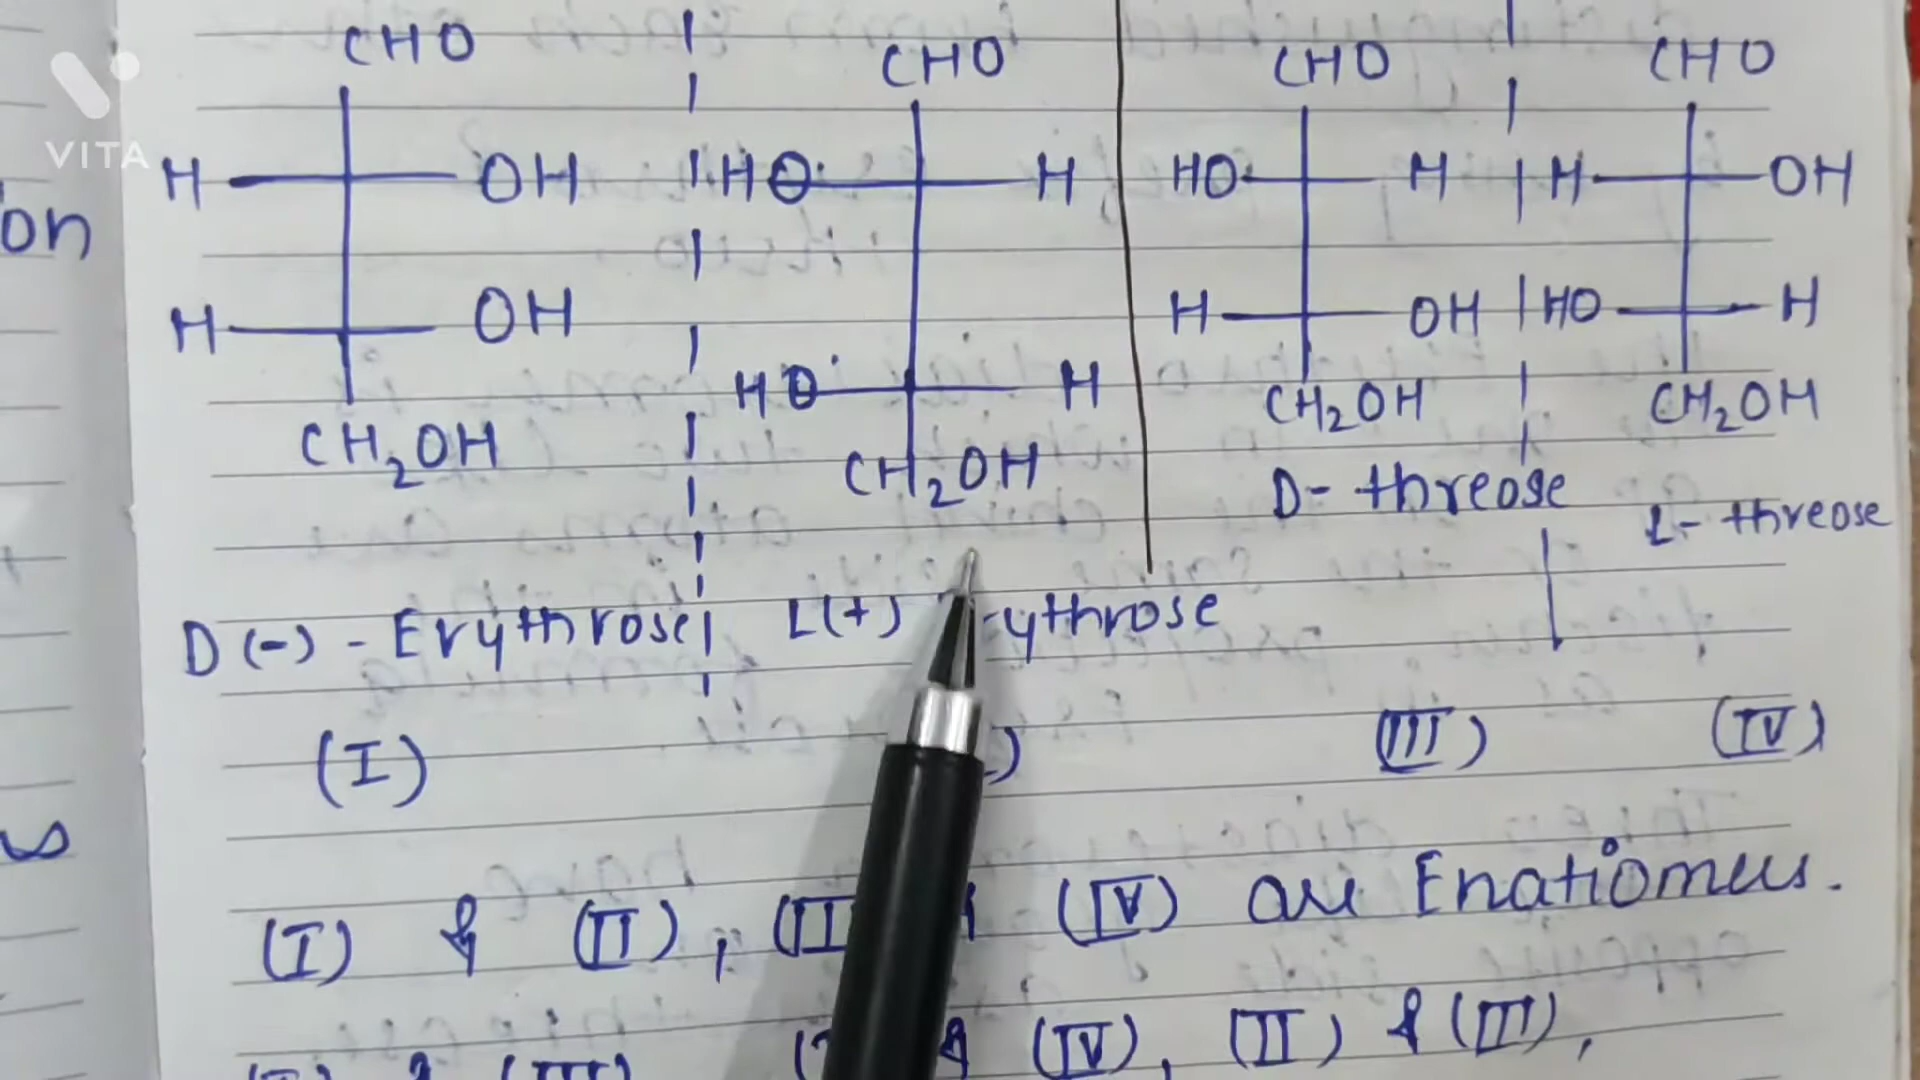 VITA
CHO CHO CHO CHO
H OH HO H HO H H OH
on
H OH HO H H OH HO H
CH2OH CH2OH CH2OH CH2OH
D- threose L- threose
D(-) - Erythrose L(+) ythrose
(I) (III) (IV)
s
(I) & (II), (IV) are Enatiomers.
(IV), (II) & (III),